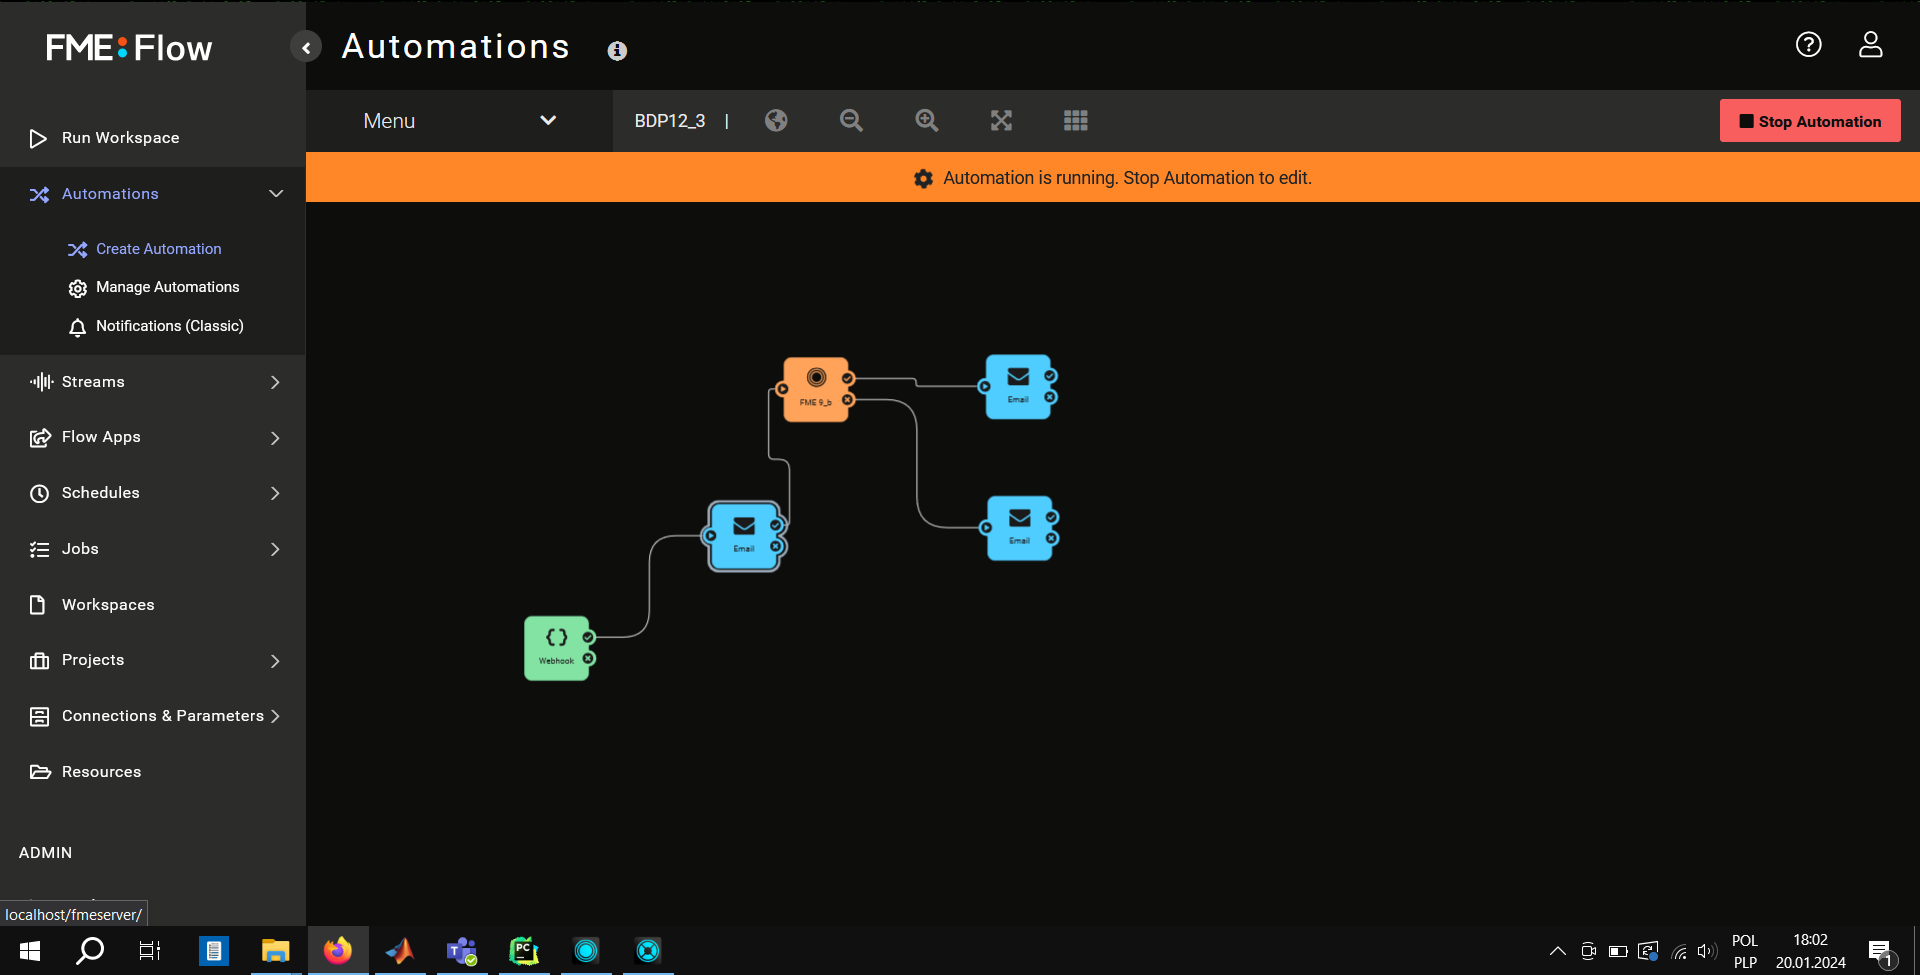 FME:Flow
Automations
Run Workspace
Automations
Create Automation
Manage Automations
Notifications (Classic)
Streams
Flow Apps
Schedules
Jobs
Workspaces
Projects
Connections & Parameters
Resources
ADMIN
localhost/fmeserver/
Menu
BDP12_3 |
Stop Automation
Automation is running. Stop Automation to edit.
FME 9_b
Email
Email
Email
{} 
Webhook
PC
T
POL
PLP
18:02
20.01.2024
1